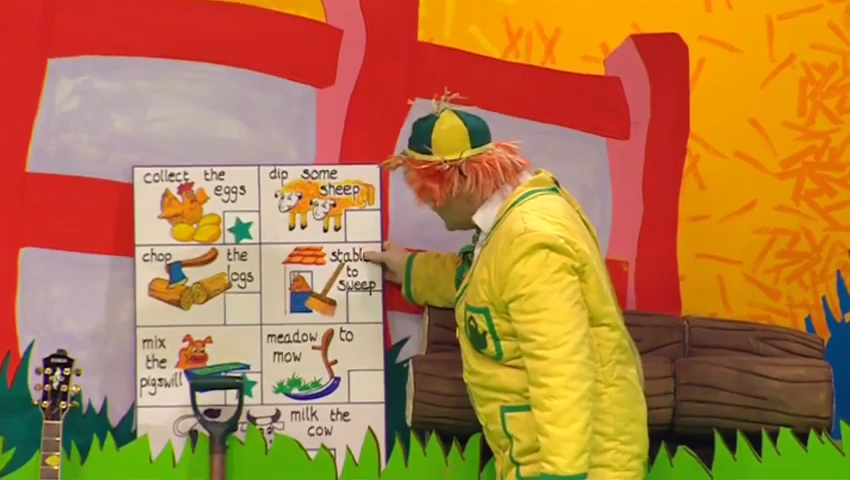 collect the
eggs
dip some
sheep
chop the
logs
stable
to
sweep
mix
the
pigswill
meadow to
mow
milk the
cow